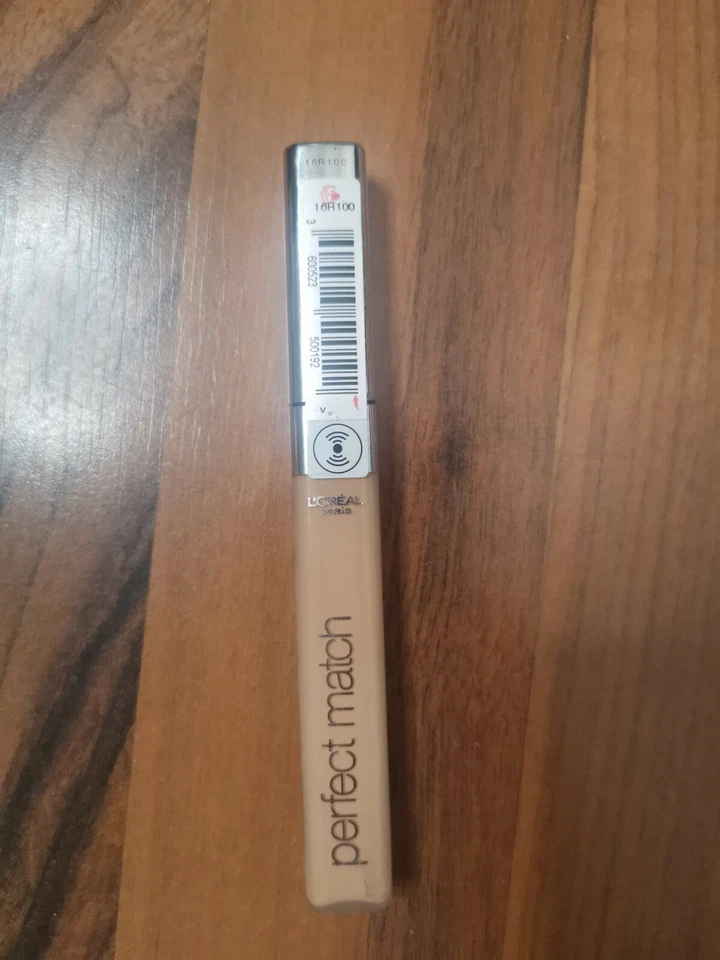 16R100
16R100
3 600523 500192
V
L'ORÉAL
PARIS
perfect match